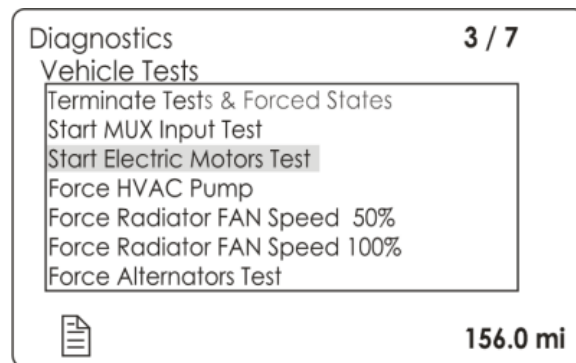 Diagnostics 3 / 7
Vehicle Tests
Terminate Tests & Forced States
Start MUX Input Test
Start Electric Motors Test
Force HVAC Pump
Force Radiator FAN Speed 50%
Force Radiator FAN Speed 100%
Force Alternators Test
156.0 mi